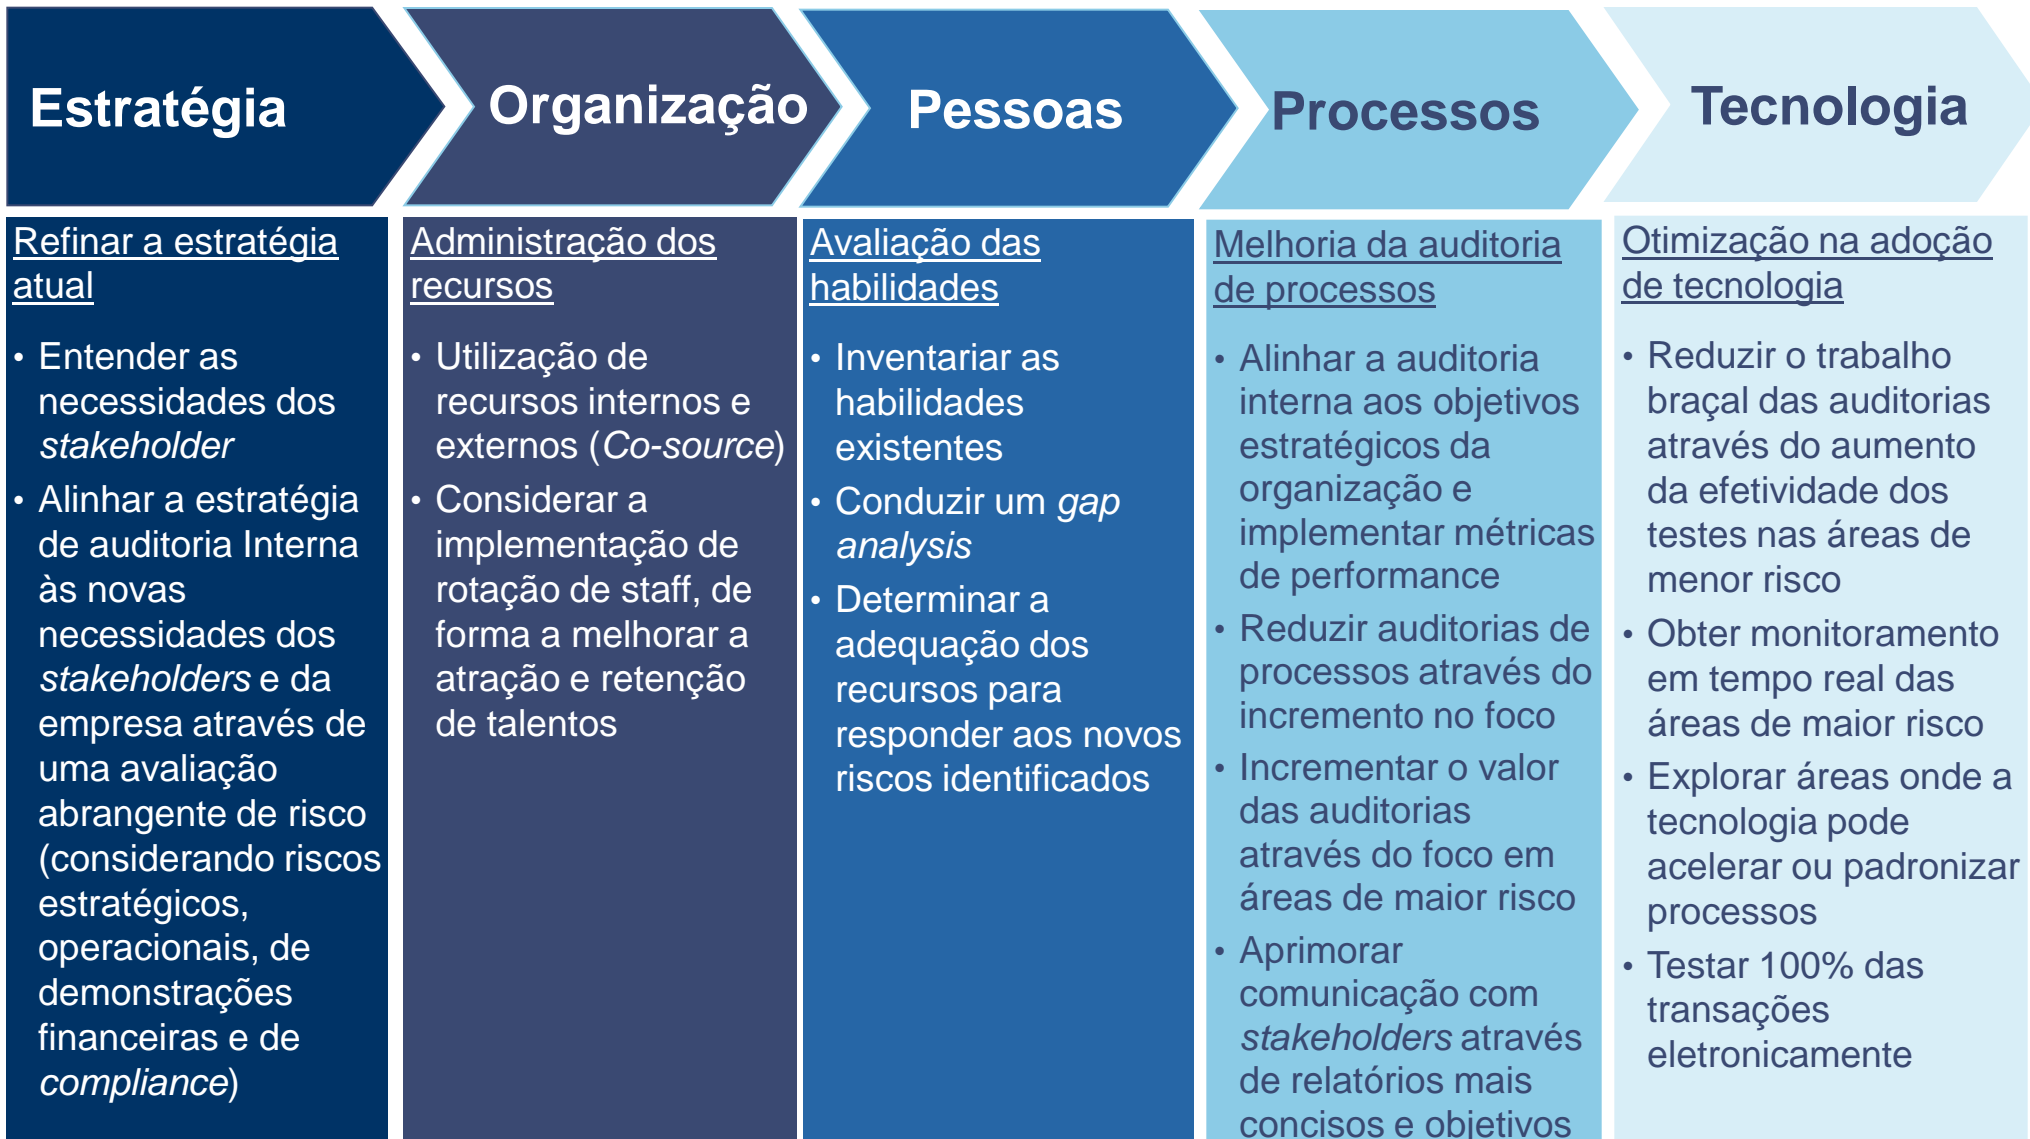 Estratégia
Organização
Pessoas
Processos
Tecnologia
Refinar a estratégia
atual
• Entender as
necessidades dos
stakeholder
• Alinhar a estratégia
de auditoria Interna
às novas
necessidades dos
stakeholders e da
empresa através de
uma avaliação
abrangente de risco
(considerando riscos
estratégicos,
operacionais, de
demonstrações
financeiras e de
compliance)
Administração dos
recursos
• Utilização de
recursos internos e
externos (Co-source)
• Considerar a
implementação de
rotação de staff, de
forma a melhorar a
atração e retenção
de talentos
Avaliação das
habilidades
• Inventariar as
habilidades
existentes
• Conduzir um gap
analysis
• Determinar a
adequação dos
recursos para
responder aos novos
riscos identificados
Melhoria da auditoria
de processos
• Alinhar a auditoria
interna aos objetivos
estratégicos da
organização e
implementar métricas
de performance
• Reduzir auditorias de
processos através do
incremento no foco
• Incrementar o valor
das auditorias
através do foco em
áreas de maior risco
• Aprimorar
comunicação com
stakeholders através
de relatórios mais
concisos e objetivos
Otimização na adoção
de tecnologia
• Reduzir o trabalho
braçal das auditorias
através do aumento
da efetividade dos
testes nas áreas de
menor risco
• Obter monitoramento
em tempo real das
áreas de maior risco
• Explorar áreas onde a
tecnologia pode
acelerar ou padronizar
processos
• Testar 100% das
transações
eletronicamente